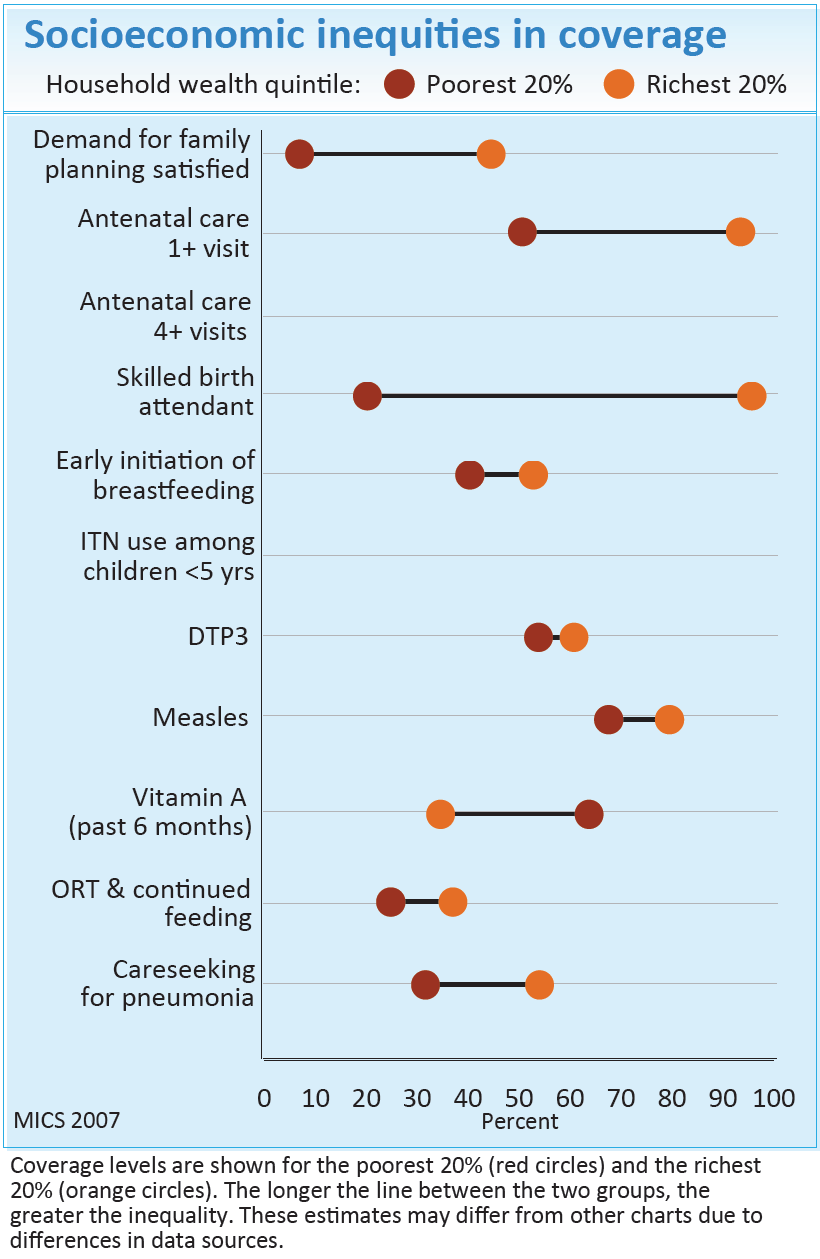 Socioeconomic inequities in coverage
Household wealth quintile: Poorest 20% Richest 20%
Demand for family
planning satisfied
Antenatal care
1+ visit
Antenatal care
4+ visits
Skilled birth
attendant
Early initiation of
breastfeeding
ITN use among
children <5 yrs
DTP3
Measles
Vitamin A
(past 6 months)
ORT & continued
feeding
Careseeking
for pneumonia
0 10 20 30 40 50 60 70 80 90 100
Percent
MICS 2007
Coverage levels are shown for the poorest 20% (red circles) and the richest
20% (orange circles). The longer the line between the two groups, the
greater the inequality. These estimates may differ from other charts due to
differences in data sources.